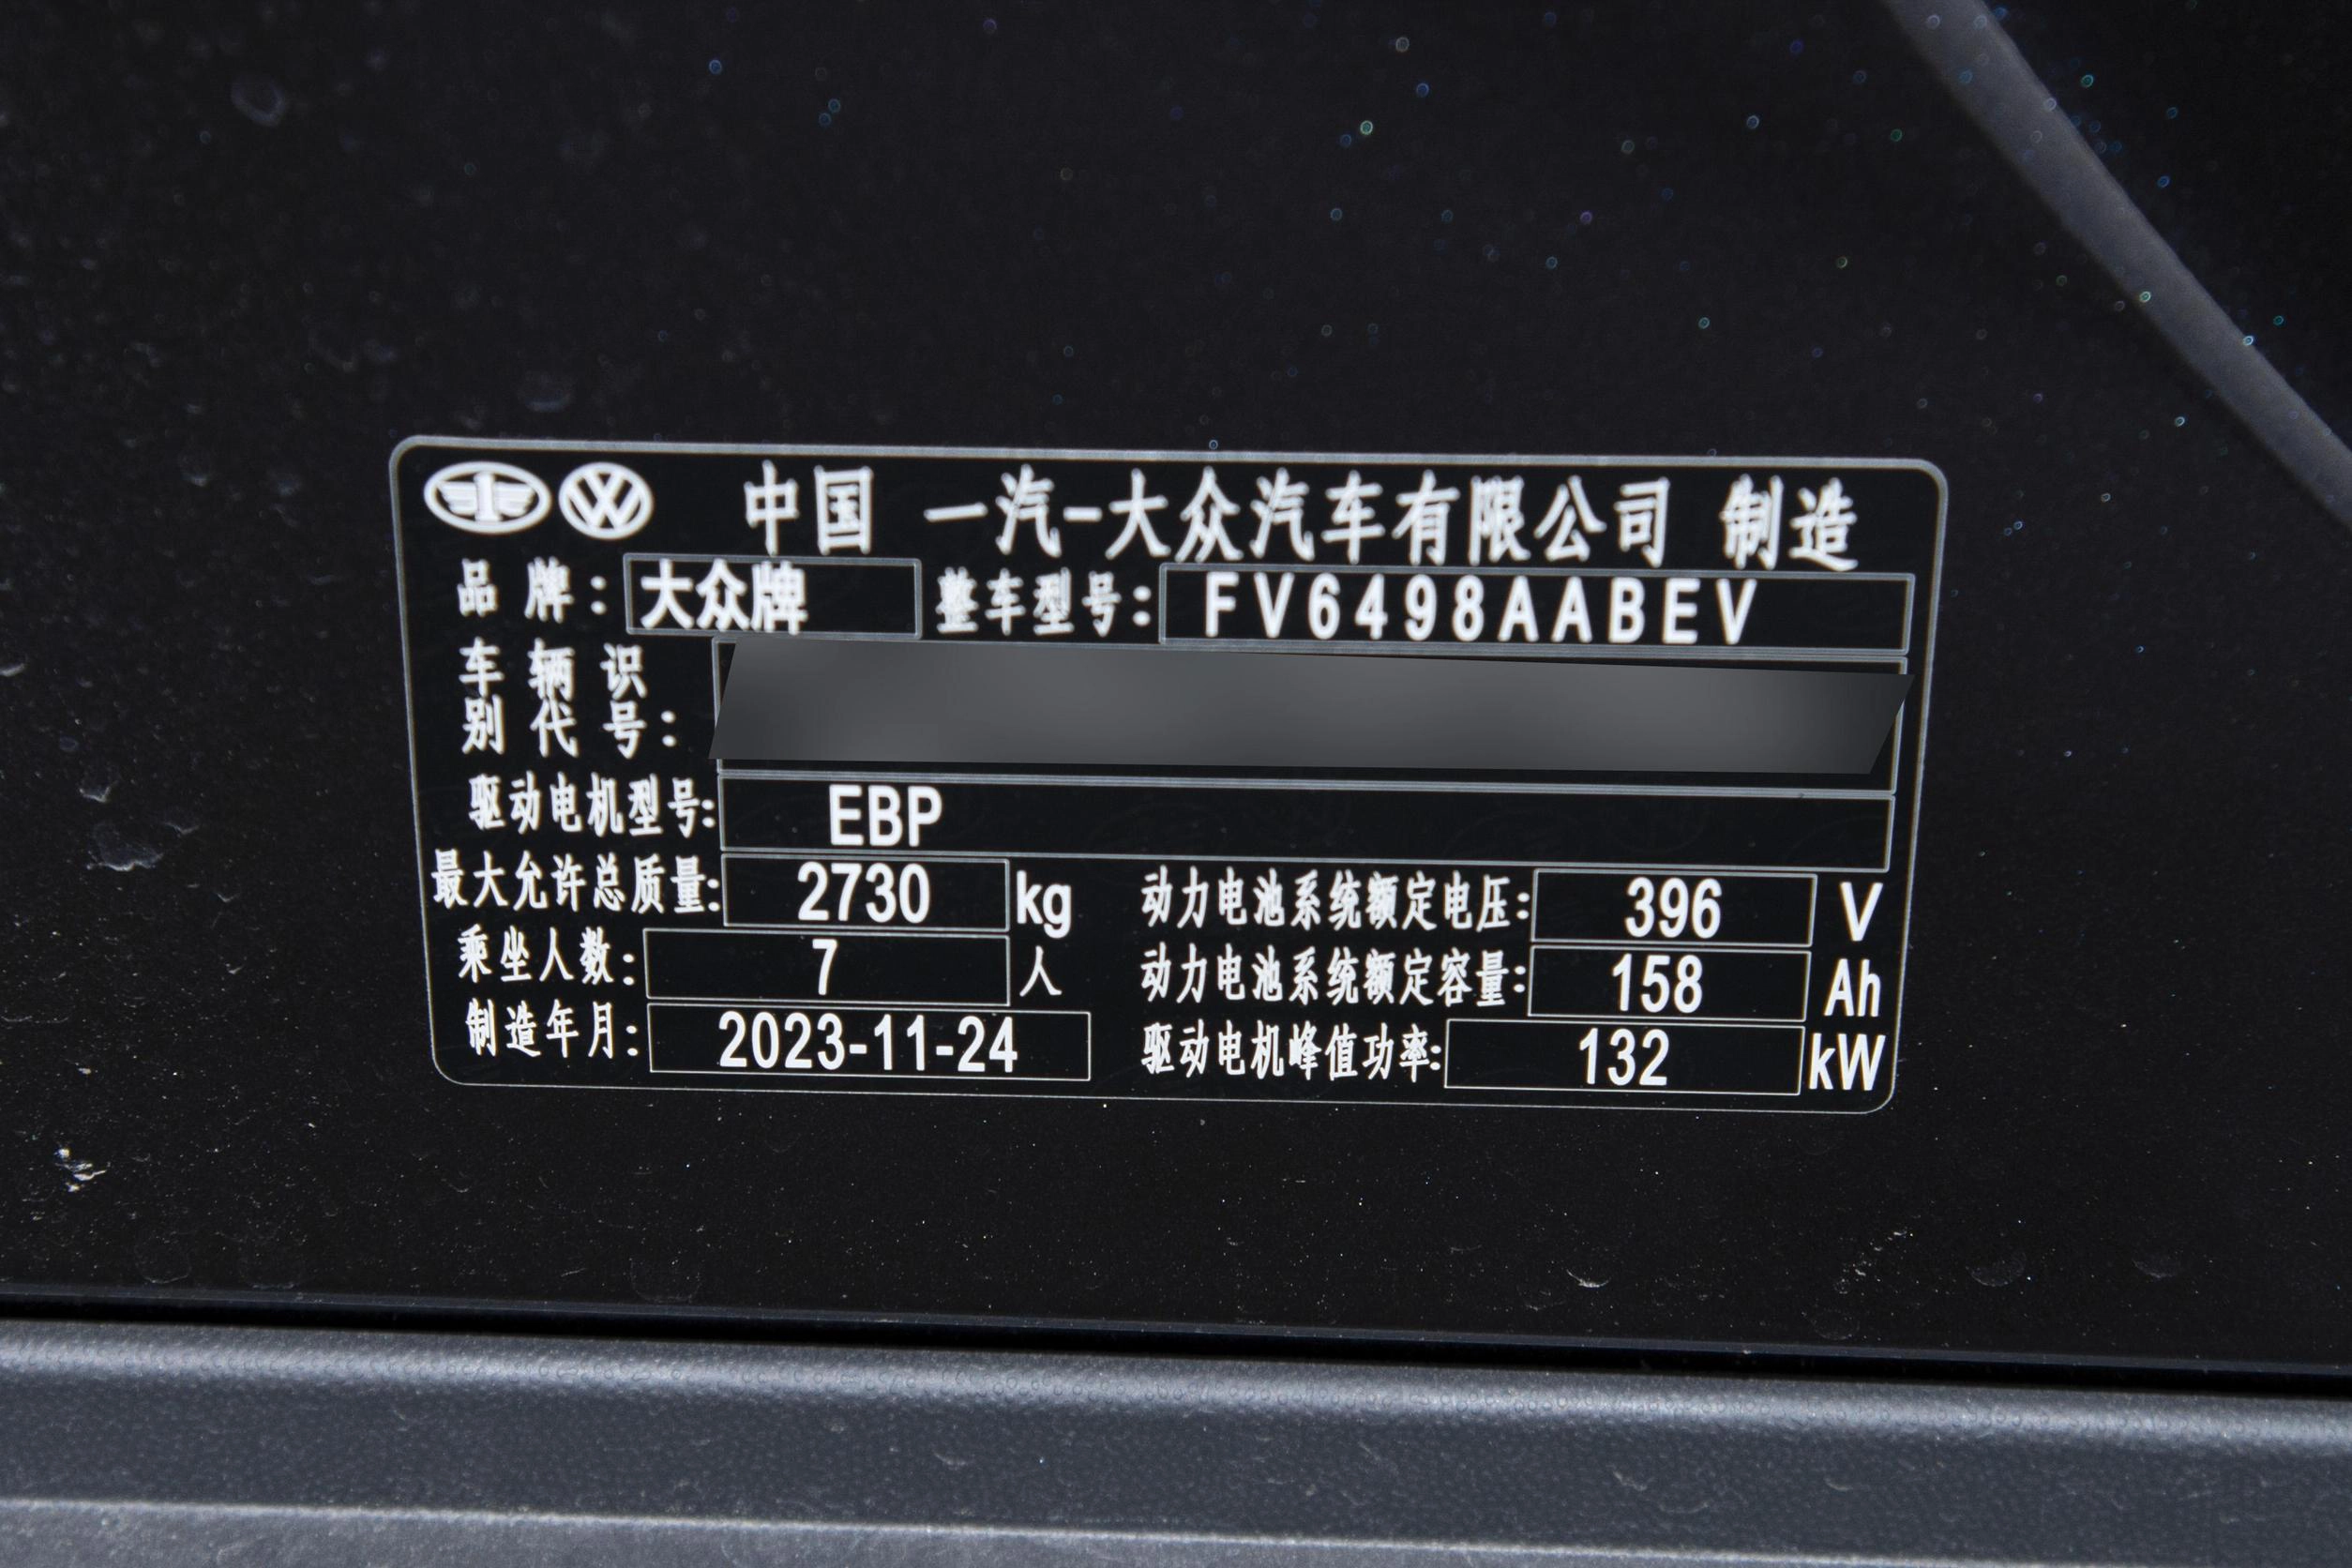 中国 一汽-大众汽车有限公司 制造
品牌: 大众牌 整车型号: FV6498AABEV
车辆识
别代号:
驱动电机型号: EBP
最大允许总质量: 2730 kg 动力电池系统额定电压: 396 V
乘坐人数: 7 人 动力电池系统额定容量: 158 Ah
制造年月: 2023-11-24 驱动电机峰值功率: 132 kW